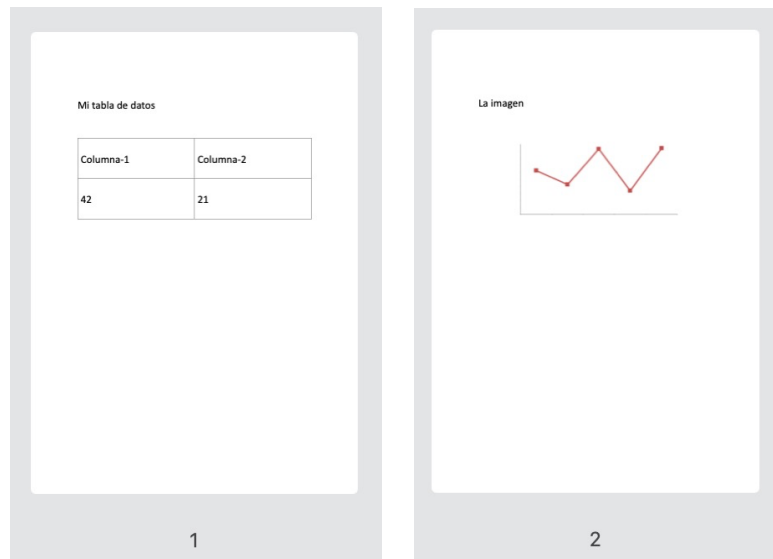 Mi tabla de datos
Columna-1 Columna-2
42 21
1
La imagen
2